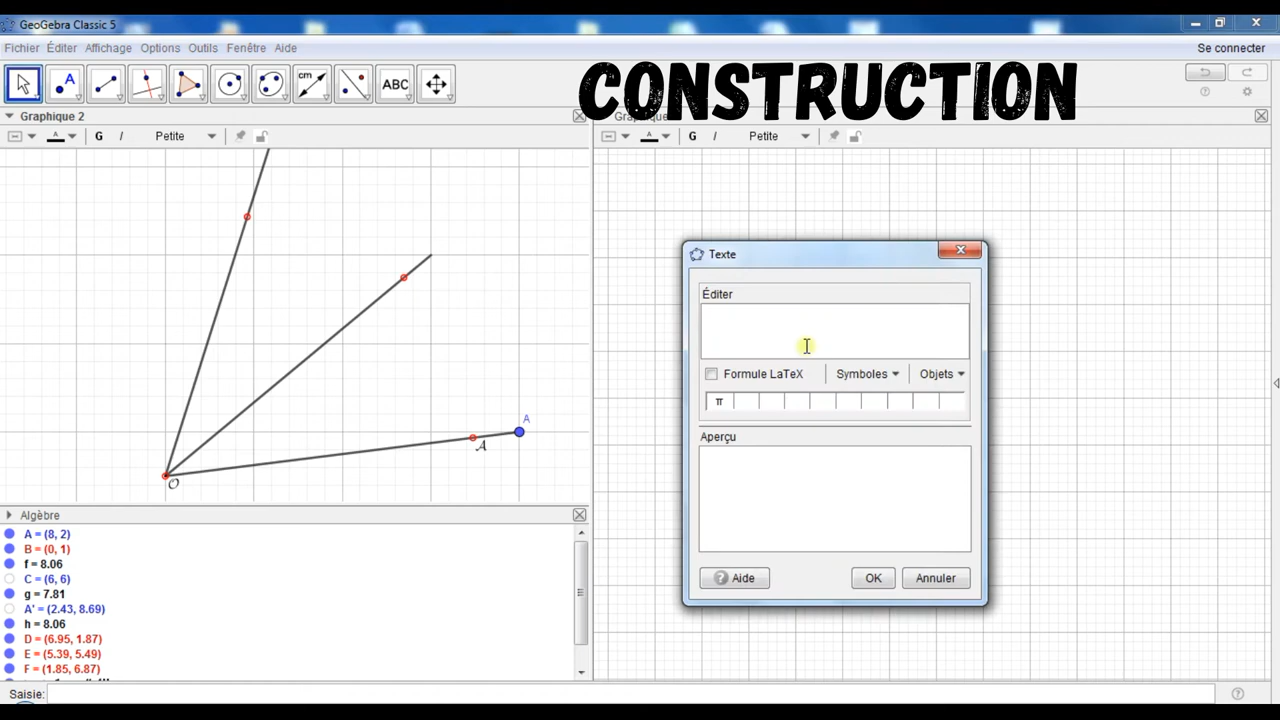 GeoGebra Classic 5
Fichier Éditer Affichage Options Outils Fenêtre Aide
Se connecter
CONSTRUCTION
A
cm
ABC
Graphique 2
G I Petite
G I Petite
A
A
O
Texte
Éditer
Formule LaTeX Symboles Objets
π
Aperçu
Aide OK Annuler
Algèbre
A = (8, 2)
B = (0, 1)
f = 8.06
C = (6, 6)
g = 7.81
A' = (2.43, 8.69)
h = 8.06
D = (6.95, 1.87)
E = (5.39, 5.49)
F = (1.85, 6.87)
Saisie: